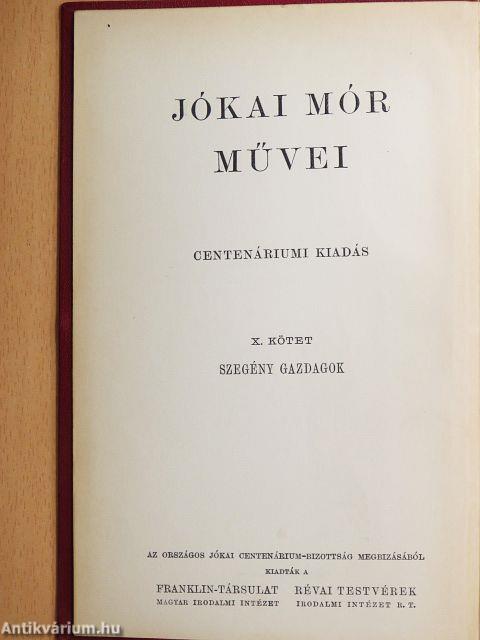 JÓKAI MÓR
MŰVEI
CENTENÁRIUMI KIADÁS
X. KÖTET
SZEGÉNY GAZDAGOK
AZ ORSZÁGOS JÓKAI CENTENÁRIUM-BIZOTTSÁG MEGBIZÁSÁBÓL
KIADTÁK A
FRANKLIN-TÁRSULAT RÉVAI TESTVÉREK
MAGYAR IRODALMI INTÉZET IRODALMI INTÉZET R. T.
Antikvárium.hu